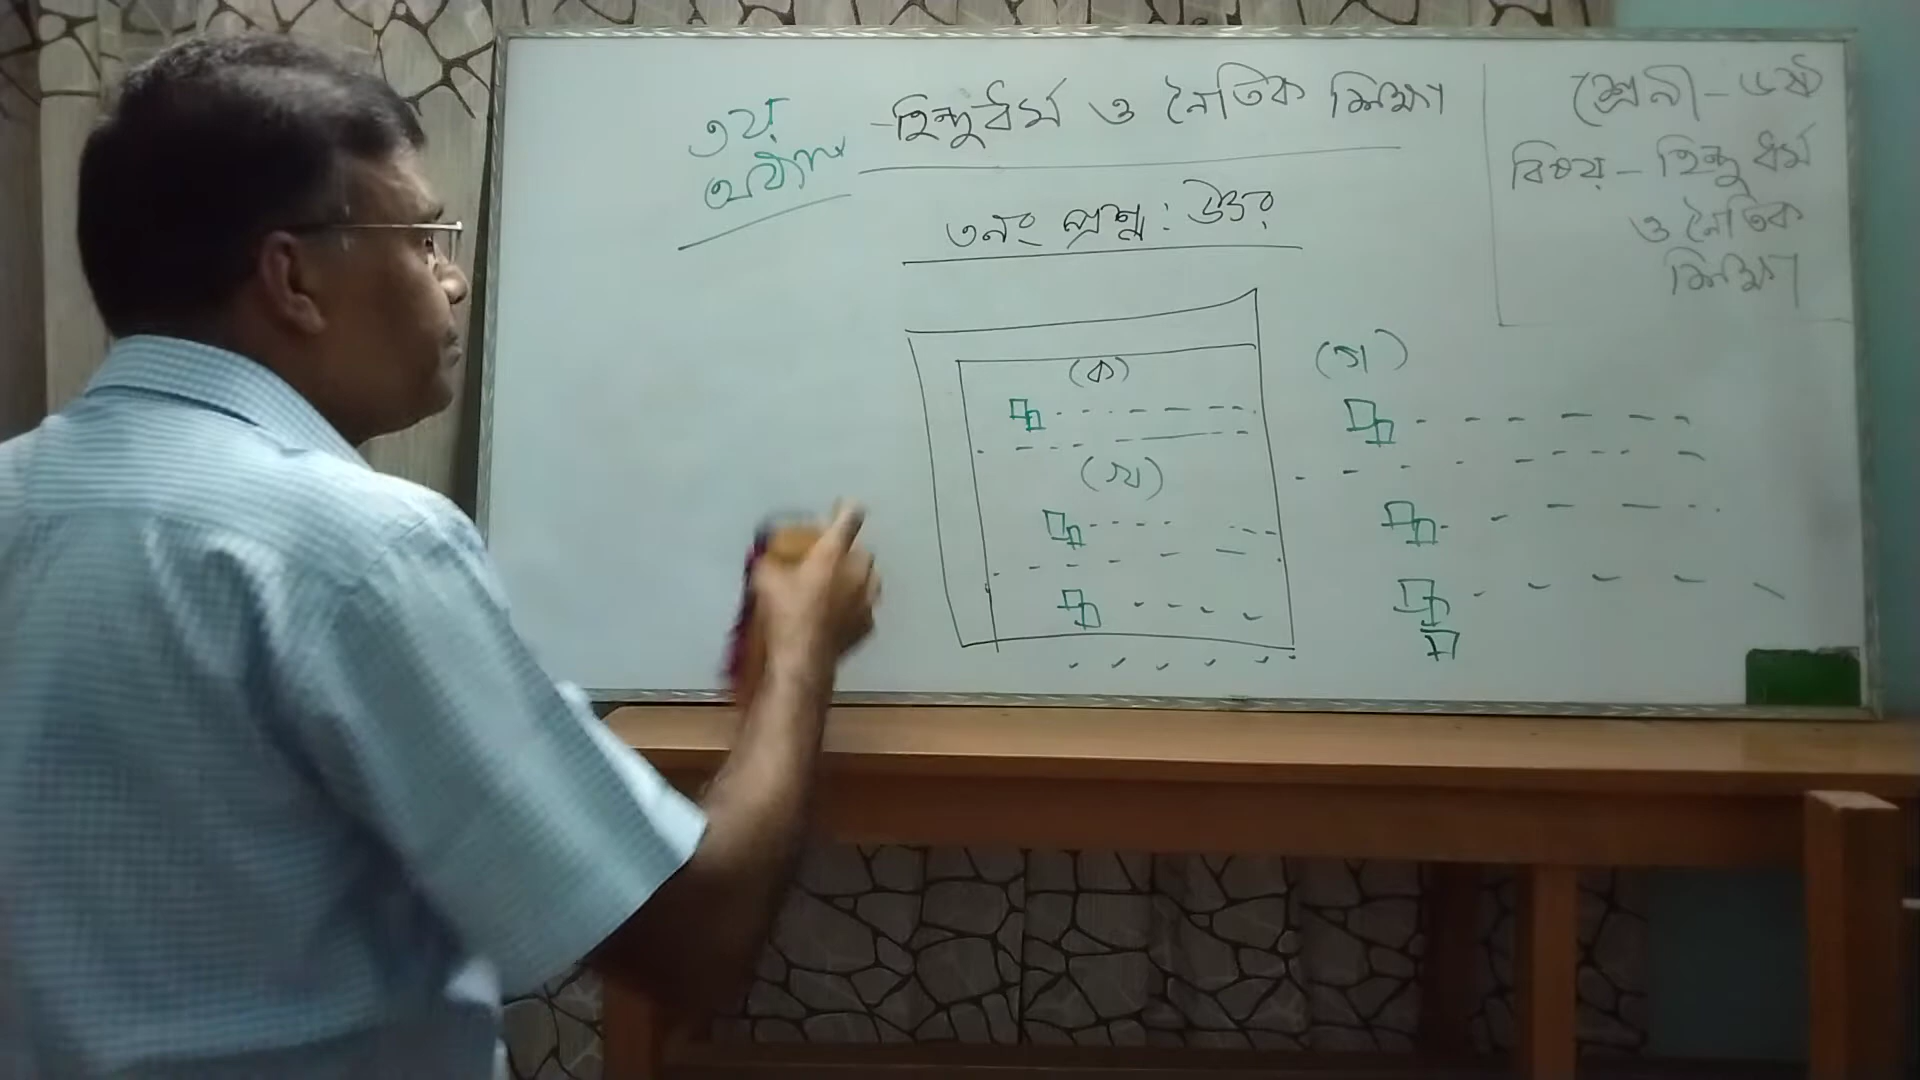 ৩য়
অধ্যায়
হিন্দুধর্ম ও নৈতিক শিক্ষা
৩নং প্রশ্ন : উত্তর
(ক)
(খ)
(গ)
শ্রেনী - ৬ষ্ঠ
বিষয় - হিন্দু ধর্ম
ও নৈতিক
শিক্ষা